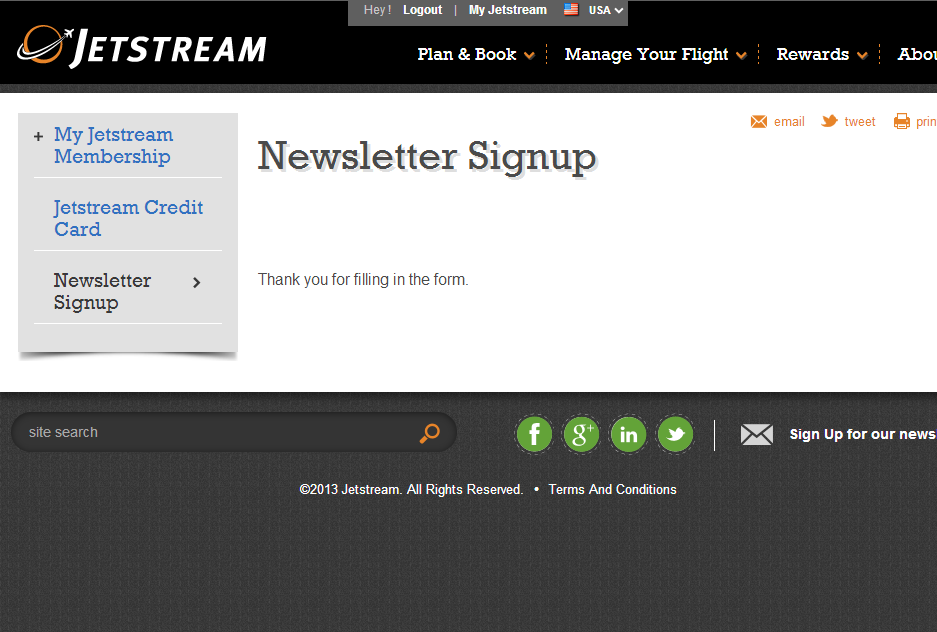 Hey ! Logout | My Jetstream USA
JETSTREAM
Plan & Book Manage Your Flight Rewards Abou
email tweet prin
+ My Jetstream
Membership
Jetstream Credit
Card
Newsletter
Signup
Newsletter Signup
Thank you for filling in the form.
site search
f g+ in
Sign Up for our news
©2013 Jetstream. All Rights Reserved. • Terms And Conditions